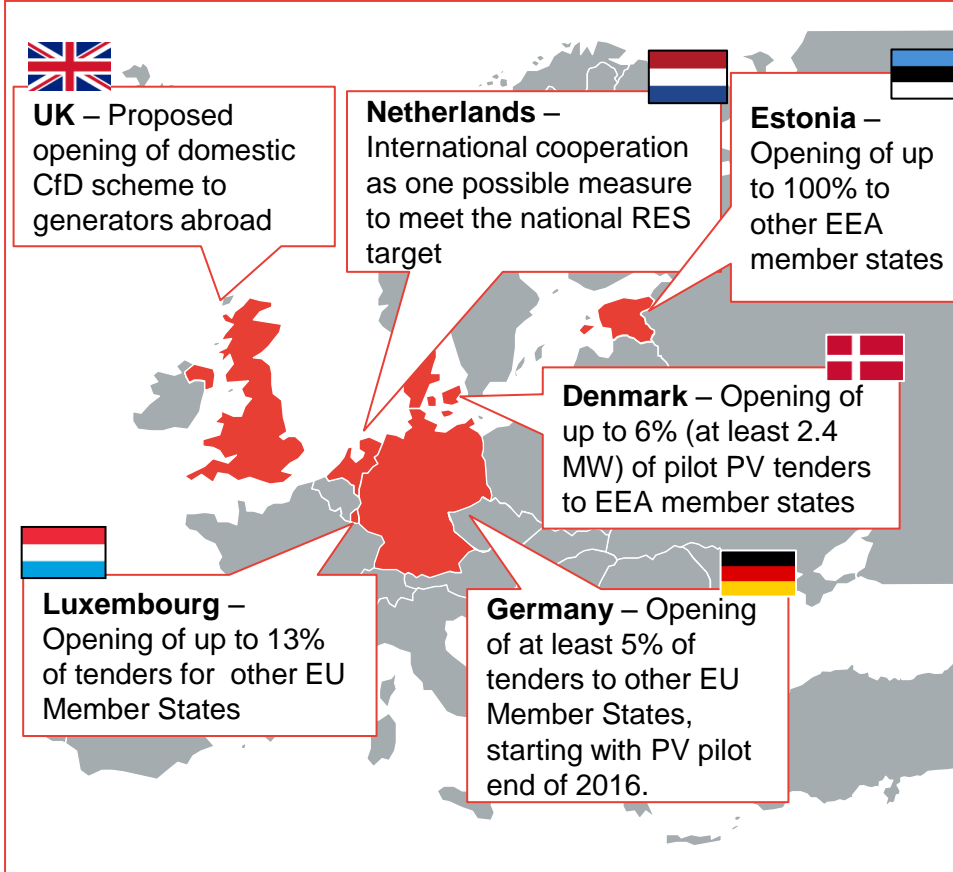 UK – Proposed
opening of domestic
CfD scheme to
generators abroad
Netherlands –
International cooperation
as one possible measure
to meet the national RES
target
Estonia –
Opening of up
to 100% to
other EEA
member states
Denmark – Opening of
up to 6% (at least 2.4
MW) of pilot PV tenders
to EEA member states
Luxembourg –
Opening of up to 13%
of tenders for other EU
Member States
Germany – Opening
of at least 5% of
tenders to other EU
Member States,
starting with PV pilot
end of 2016.